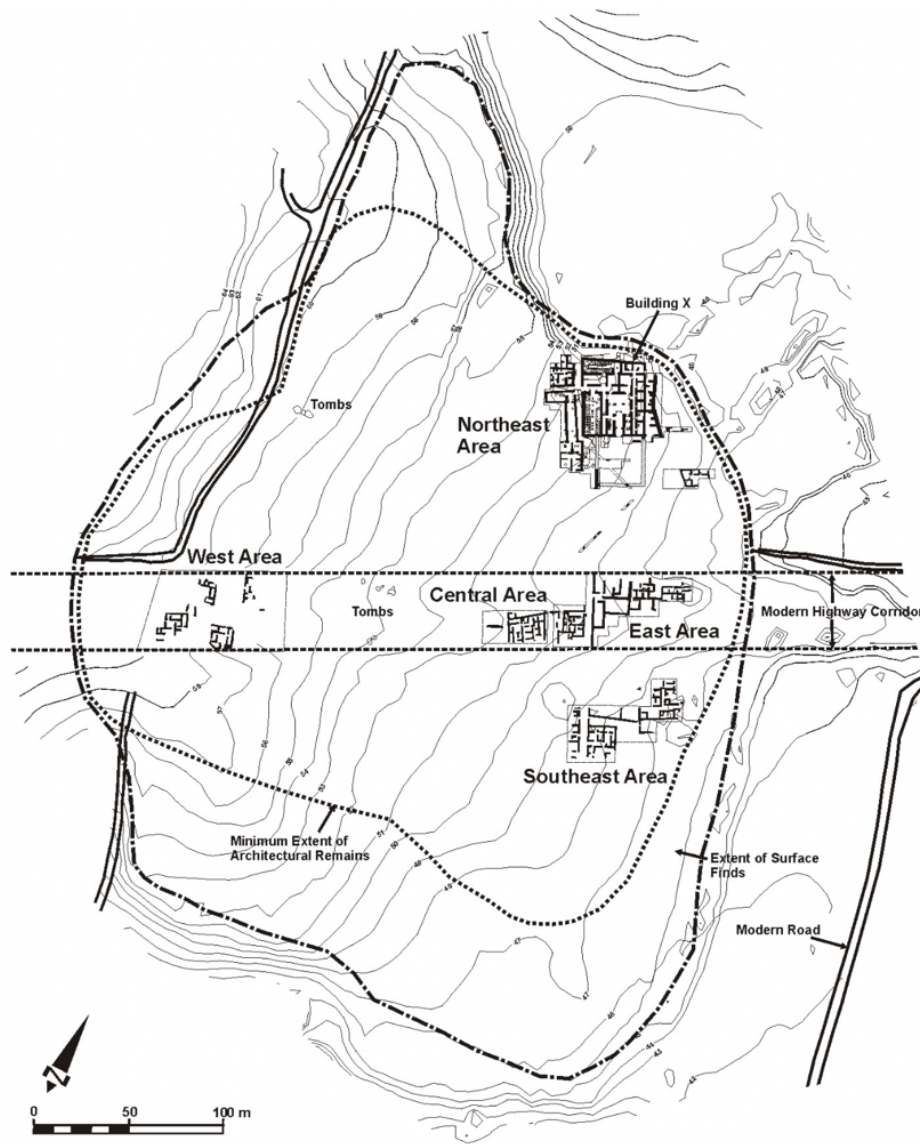 Building X
Tombs
Northeast
Area
West Area
Tombs
Central Area
East Area
Modern Highway Corridor
Southeast Area
Minimum Extent of
Architectural Remains
Extent of Surface
Finds
Modern Road
N
0 50 100 m